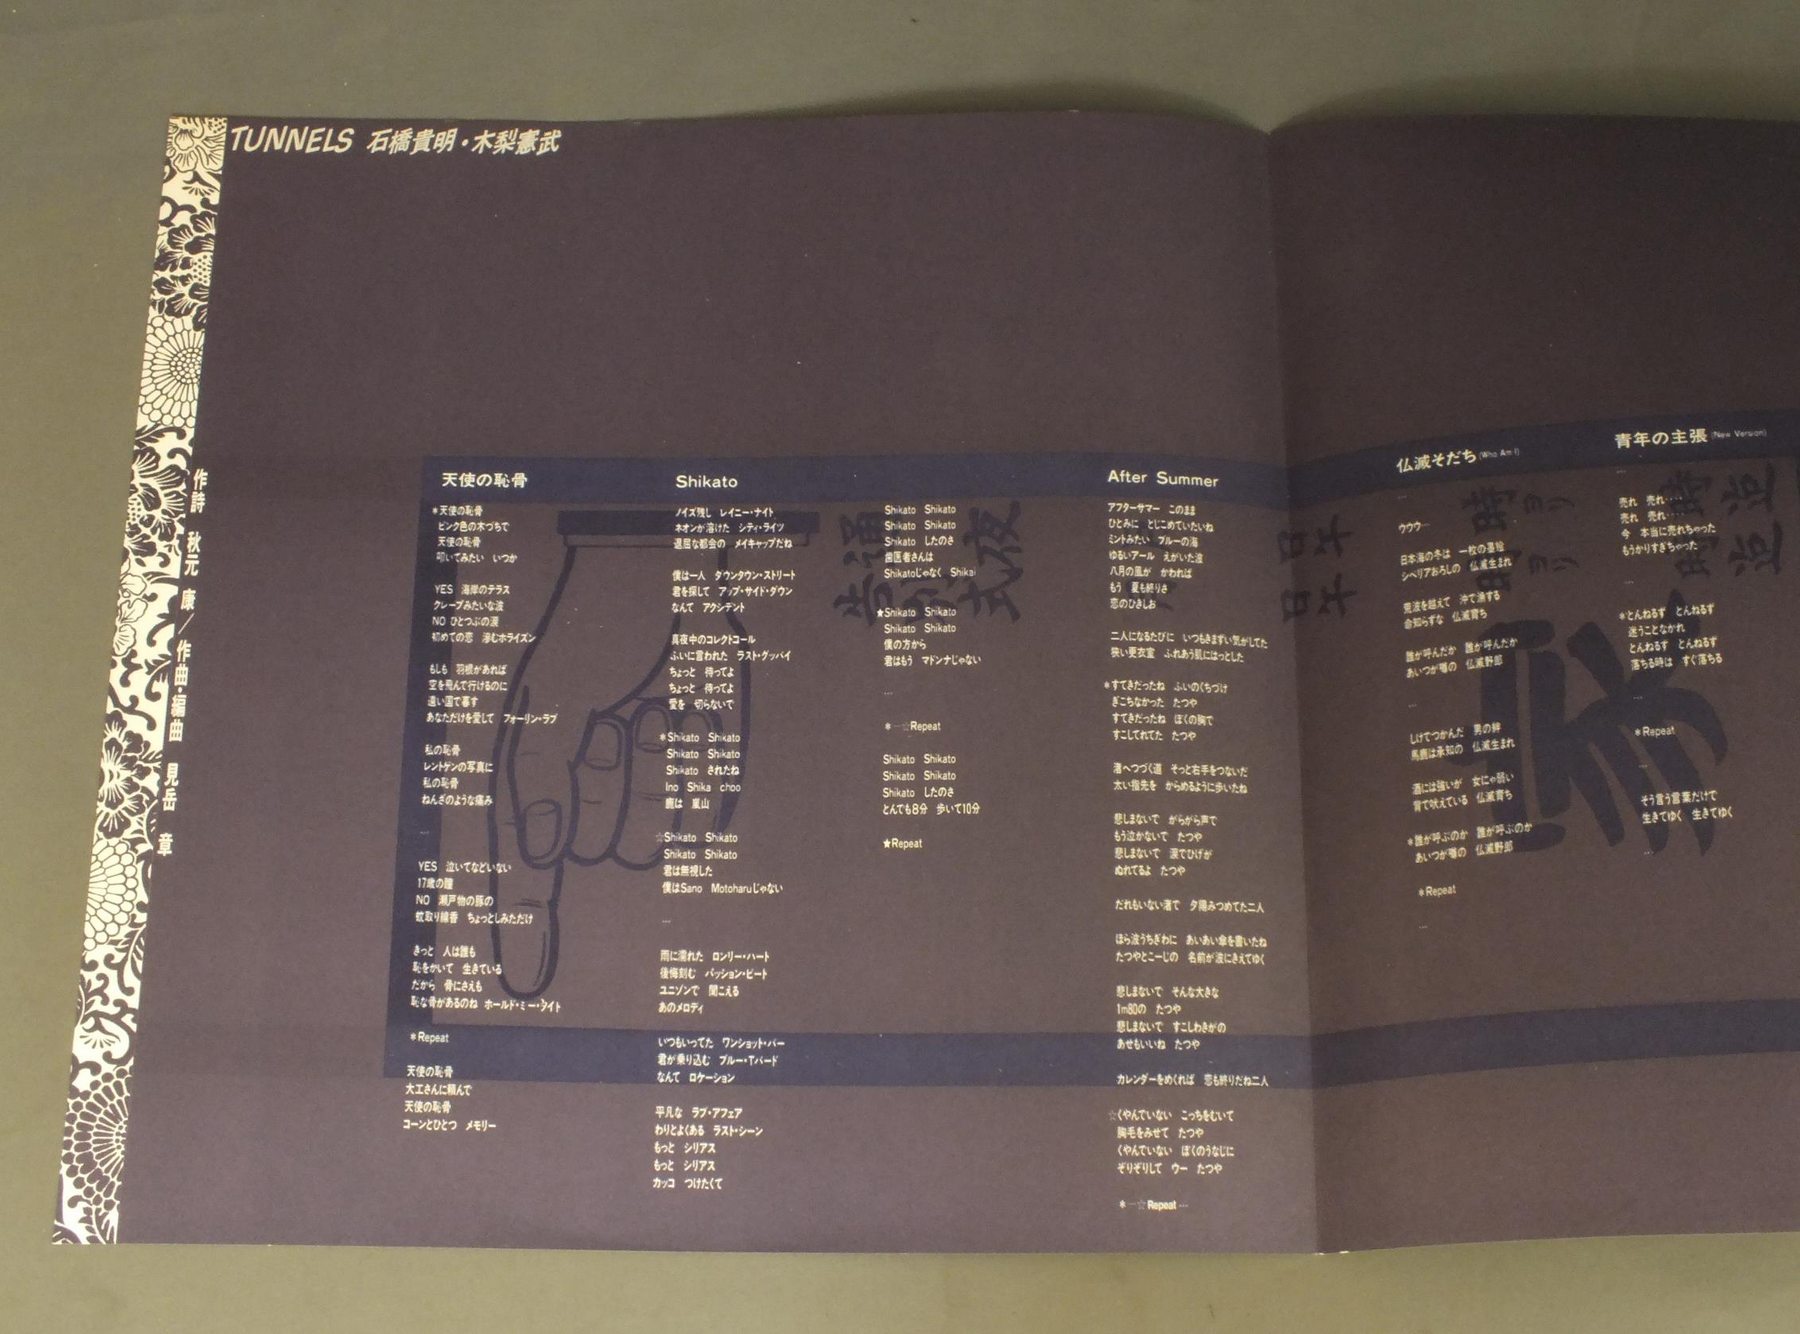 TUNNELS 石橋貴明・木梨憲武
作詩 秋元 康／作曲・編曲 見岳 章
天使の恥骨
＊天使の恥骨
ピンク色の木づちで
天使の恥骨
叩いてみたい いつか
YES 海岸のテラス
クレープみたいな波
NO ひとつぶの涙
初めての恋 滲むホライズン
もしも 羽根があれば
空を飛んで行けるのに
遠い国で暮す
あなただけを愛して フォーリン・ラブ
私の恥骨
レントゲンの写真に
私の恥骨
ねんざのような痛み
…
YES 泣いてなどいない
17歳の瞳
NO 瀬戸物の豚の
蚊取り線香 ちょっとしみただけ
きっと 人は誰も
恥をかいて 生きている
だから 骨にさえも
恥な骨があるのね ホールド・ミー・タイト
＊Repeat
天使の恥骨
大工さんに頼んで
天使の恥骨
コーンとひとつ メモリー
Shikato
ノイズ残し レイニー・ナイト
ネオンが溶けた シティ・ライツ
退屈な都会の メイキャップだね
僕は一人 ダウンタウン・ストリート
君を探して アップ・サイド・ダウン
なんて アクシデント
真夜中のコレクトコール
ふいに言われた ラスト・グッバイ
ちょっと 待ってよ
ちょっと 待ってよ
愛を 切らないで
＊Shikato Shikato
Shikato Shikato
Shikato されたね
Ino Shika choo
鹿は 嵐山
☆Shikato Shikato
Shikato Shikato
君は無視した
僕はSano Motoharuじゃない
…
雨に濡れた ロンリー・ハート
後悔刻む パッション・ビート
ユニゾンで 聞こえる
あのメロディ
いつもいってた ワンショット・バー
君が乗り込む ブルー・Tバード
なんて ロケーション
平凡な ラブ・アフェア
わりとよくある ラスト・シーン
もっと シリアス
もっと シリアス
カッコ つけたくて
Shikato Shikato
Shikato Shikato
Shikato したのさ
歯医者さんは
Shikatoじゃなく Shikai
★Shikato Shikato
Shikato Shikato
僕の方から
君はもう マドンナじゃない
…
＊―☆Repeat
Shikato Shikato
Shikato Shikato
Shikato したのさ
とんでも8分 歩いて10分
★Repeat
After Summer
アフターサマー このまま
ひとみに とじこめていたいね
ミントみたい ブルーの海
ゆるいアール えがいた波
八月の風が かわれば
もう 夏も終りさ
恋のひきしお
二人になるたびに いつもきまずい気がしてた
狭い更衣室 ふれあう肌にはっとした
＊すてきだったね ふいのくちづけ
ぎこちなかった たつや
すてきだったね ぼくの胸で
すこしてれてた たつや
渚へつづく道 そっと右手をつないだ
太い指先を からめるように歩いたね
悲しまないで がらがら声で
もう泣かないで たつや
悲しまないで 涙でひげが
ぬれてるよ たつや
だれもいない渚で 夕陽みつめてた二人
ほら波うちぎわに あいあい傘を書いたね
たつやとこーじの 名前が波にきえてゆく
悲しまないで そんな大きな
1m80の たつや
悲しまないで すこしわきがの
あせもいいね たつや
カレンダーをめくれば 恋も終りだね二人
☆くやんでいない こっちをむいて
胸毛をみせて たつや
くやんでいない ぼくのうなじに
ぞりぞりして ウー たつや
＊―☆Repeat…
仏滅そだち (Who Am I)
…
ウウウ―
日本海の冬は 一枚の墨絵
シベリアおろしの 仏滅生まれ
荒波を越えて 沖で漁する
命知らずな 仏滅育ち
誰が呼んだか 誰が呼んだか
あいつが噂の 仏滅野郎
…
しけでつかんだ 男の絆
馬鹿は承知の 仏滅生まれ
酒には強いが 女にゃ弱い
背で吠えている 仏滅育ち
＊誰が呼ぶのか 誰が呼ぶのか
あいつが噂の 仏滅野郎
＊Repeat
…
青年の主張 (New Version)
…
売れ 売れ……
売れ 売れ……
今 本当に売れちゃった
もうかりすぎちゃった
…
＊とんねるず とんねるず
迷うことなかれ
とんねるず とんねるず
落ちる時は すぐ落ちる
…
＊Repeat
…
そう言う言葉だけで
生きてゆく 生きてゆく
…